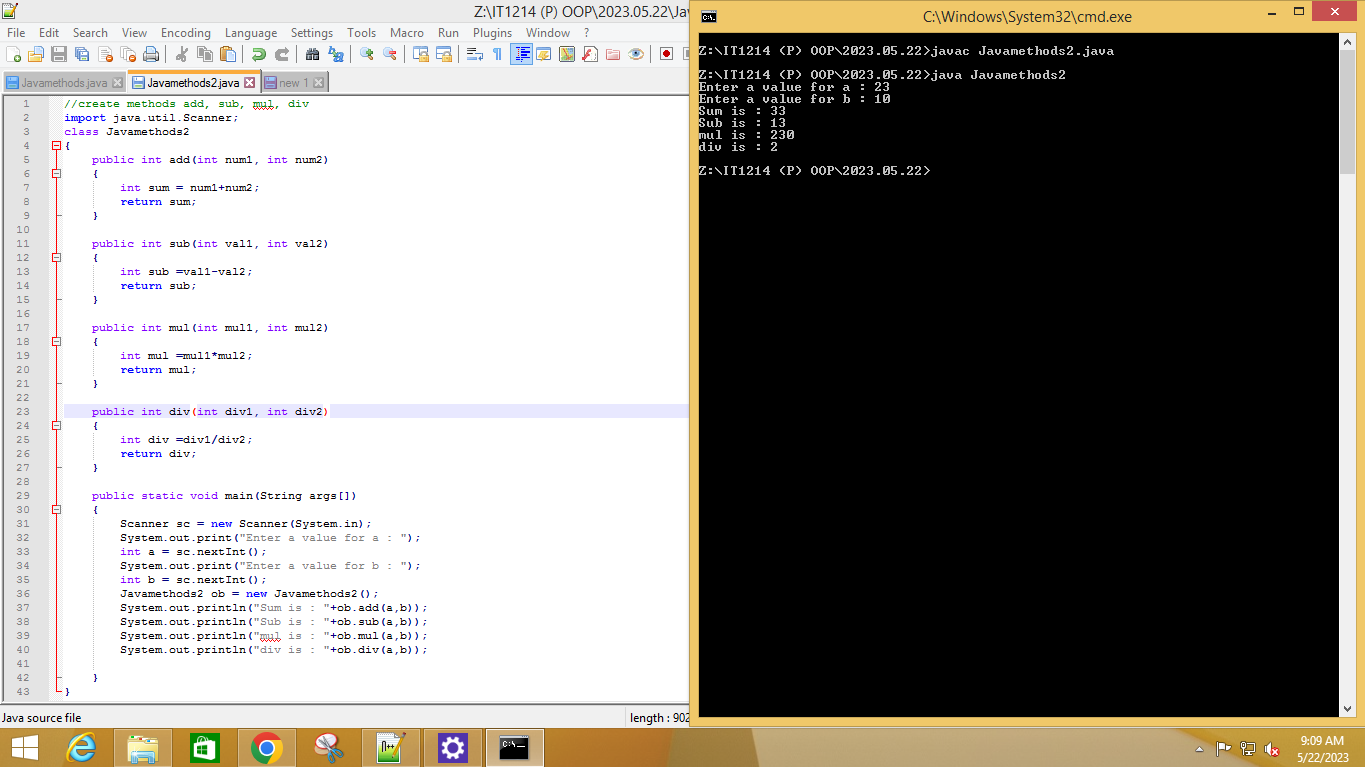 Z:\IT1214 (P) OOP\2023.05.22\Jav
File Edit Search View Encoding Language Settings Tools Macro Run Plugins Window ?
Javamethods.java Javamethods2.java new 1
1 //create methods add, sub, mul, div
2 import java.util.Scanner;
3 class Javamethods2
4 {
5 public int add(int num1, int num2)
6 {
7 int sum = num1+num2;
8 return sum;
9 }
10
11 public int sub(int val1, int val2)
12 {
13 int sub =val1-val2;
14 return sub;
15 }
16
17 public int mul(int mul1, int mul2)
18 {
19 int mul =mul1*mul2;
20 return mul;
21 }
22
23 public int div(int div1, int div2)
24 {
25 int div =div1/div2;
26 return div;
27 }
28
29 public static void main(String args[])
30 {
31 Scanner sc = new Scanner(System.in);
32 System.out.print("Enter a value for a : ");
33 int a = sc.nextInt();
34 System.out.print("Enter a value for b : ");
35 int b = sc.nextInt();
36 Javamethods2 ob = new Javamethods2();
37 System.out.println("Sum is : "+ob.add(a,b));
38 System.out.println("Sub is : "+ob.sub(a,b));
39 System.out.println("mul is : "+ob.mul(a,b));
40 System.out.println("div is : "+ob.div(a,b));
41
42 }
43 }
Java source file length : 902
C:\Windows\System32\cmd.exe
Z:\IT1214 (P) OOP\2023.05.22>javac Javamethods2.java
Z:\IT1214 (P) OOP\2023.05.22>java Javamethods2
Enter a value for a : 23
Enter a value for b : 10
Sum is : 33
Sub is : 13
mul is : 230
div is : 2
Z:\IT1214 (P) OOP\2023.05.22>
9:09 AM
5/22/2023